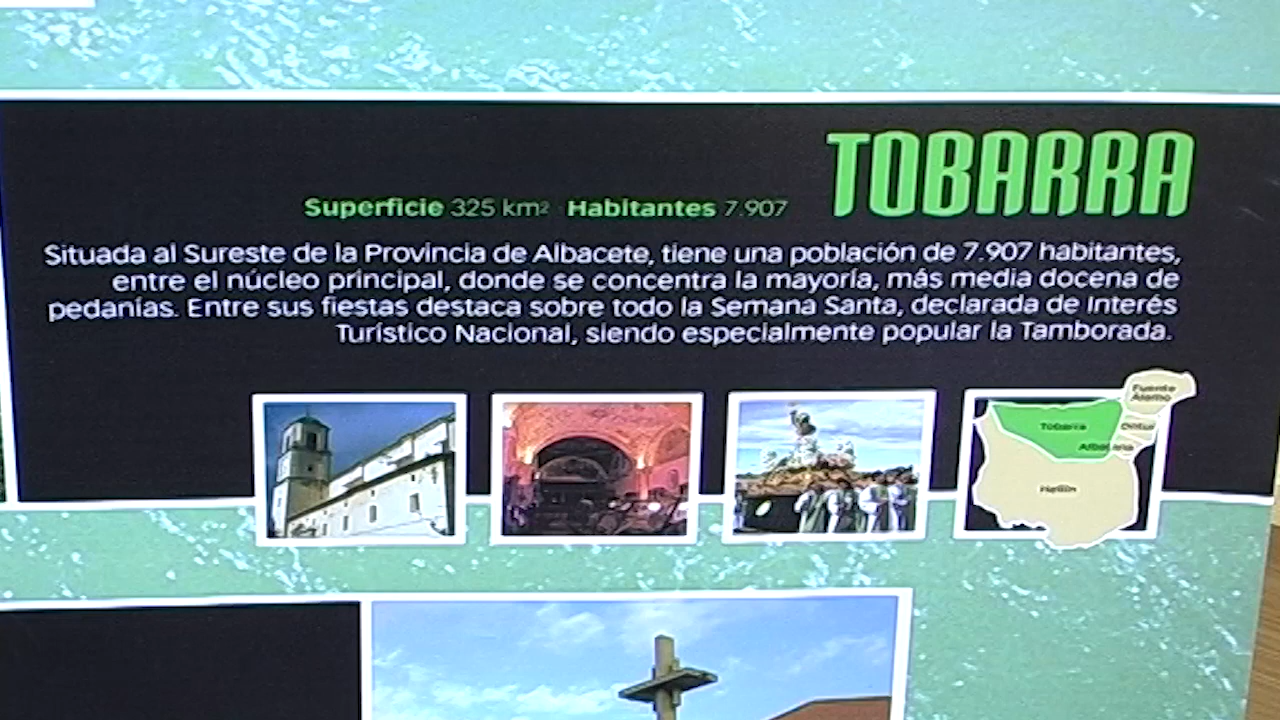 TOBARRA
Superficie 325 km² Habitantes 7.907
Situada al Sureste de la Provincia de Albacete, tiene una población de 7.907 habitantes,
entre el núcleo principal, donde se concentra la mayoría, más media docena de
pedanías. Entre sus fiestas destaca sobre todo la Semana Santa, declarada de Interés
Turístico Nacional, siendo especialmente popular la Tamborada.
Fuente
Álamo
Tobarra
Ontur
Albatana
Hellín